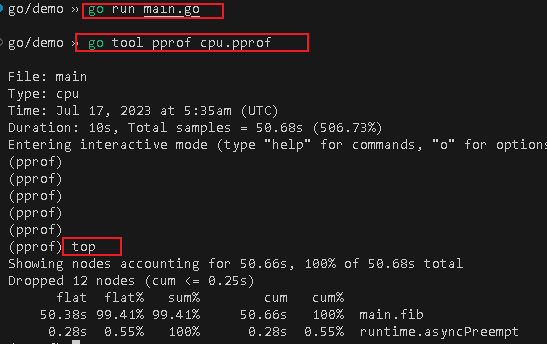 go/demo » go run main.go
go/demo » go tool pprof cpu.pprof
File: main
Type: cpu
Time: Jul 17, 2023 at 5:35am (UTC)
Duration: 10s, Total samples = 50.68s (506.73%)
Entering interactive mode (type "help" for commands, "o" for options
(pprof)
(pprof)
(pprof)
(pprof)
(pprof)
(pprof) top
Showing nodes accounting for 50.66s, 100% of 50.68s total
Dropped 12 nodes (cum <= 0.25s)
flat flat% sum% cum cum%
50.38s 99.41% 99.41% 50.66s 100% main.fib
0.28s 0.55% 100% 0.28s 0.55% runtime.asyncPreempt